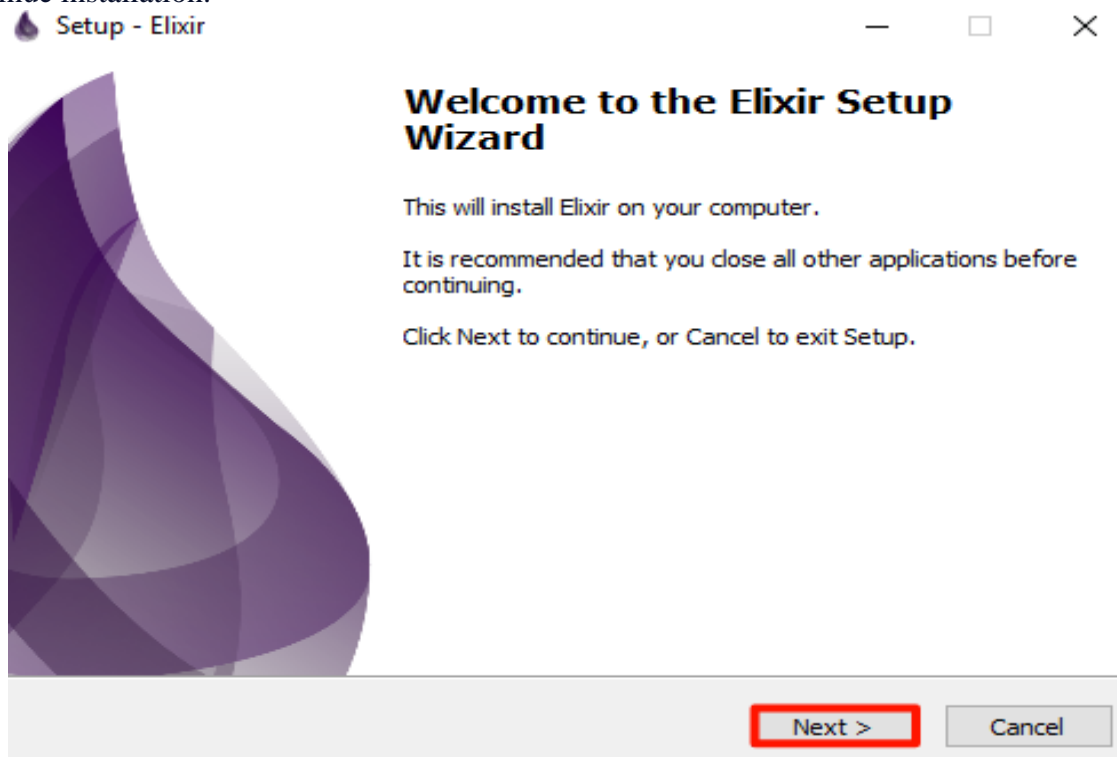 Installation.
Setup - Elixir
Welcome to the Elixir Setup
Wizard
This will install Elixir on your computer.
It is recommended that you close all other applications before
continuing.
Click Next to continue, or Cancel to exit Setup.
Next >
Cancel